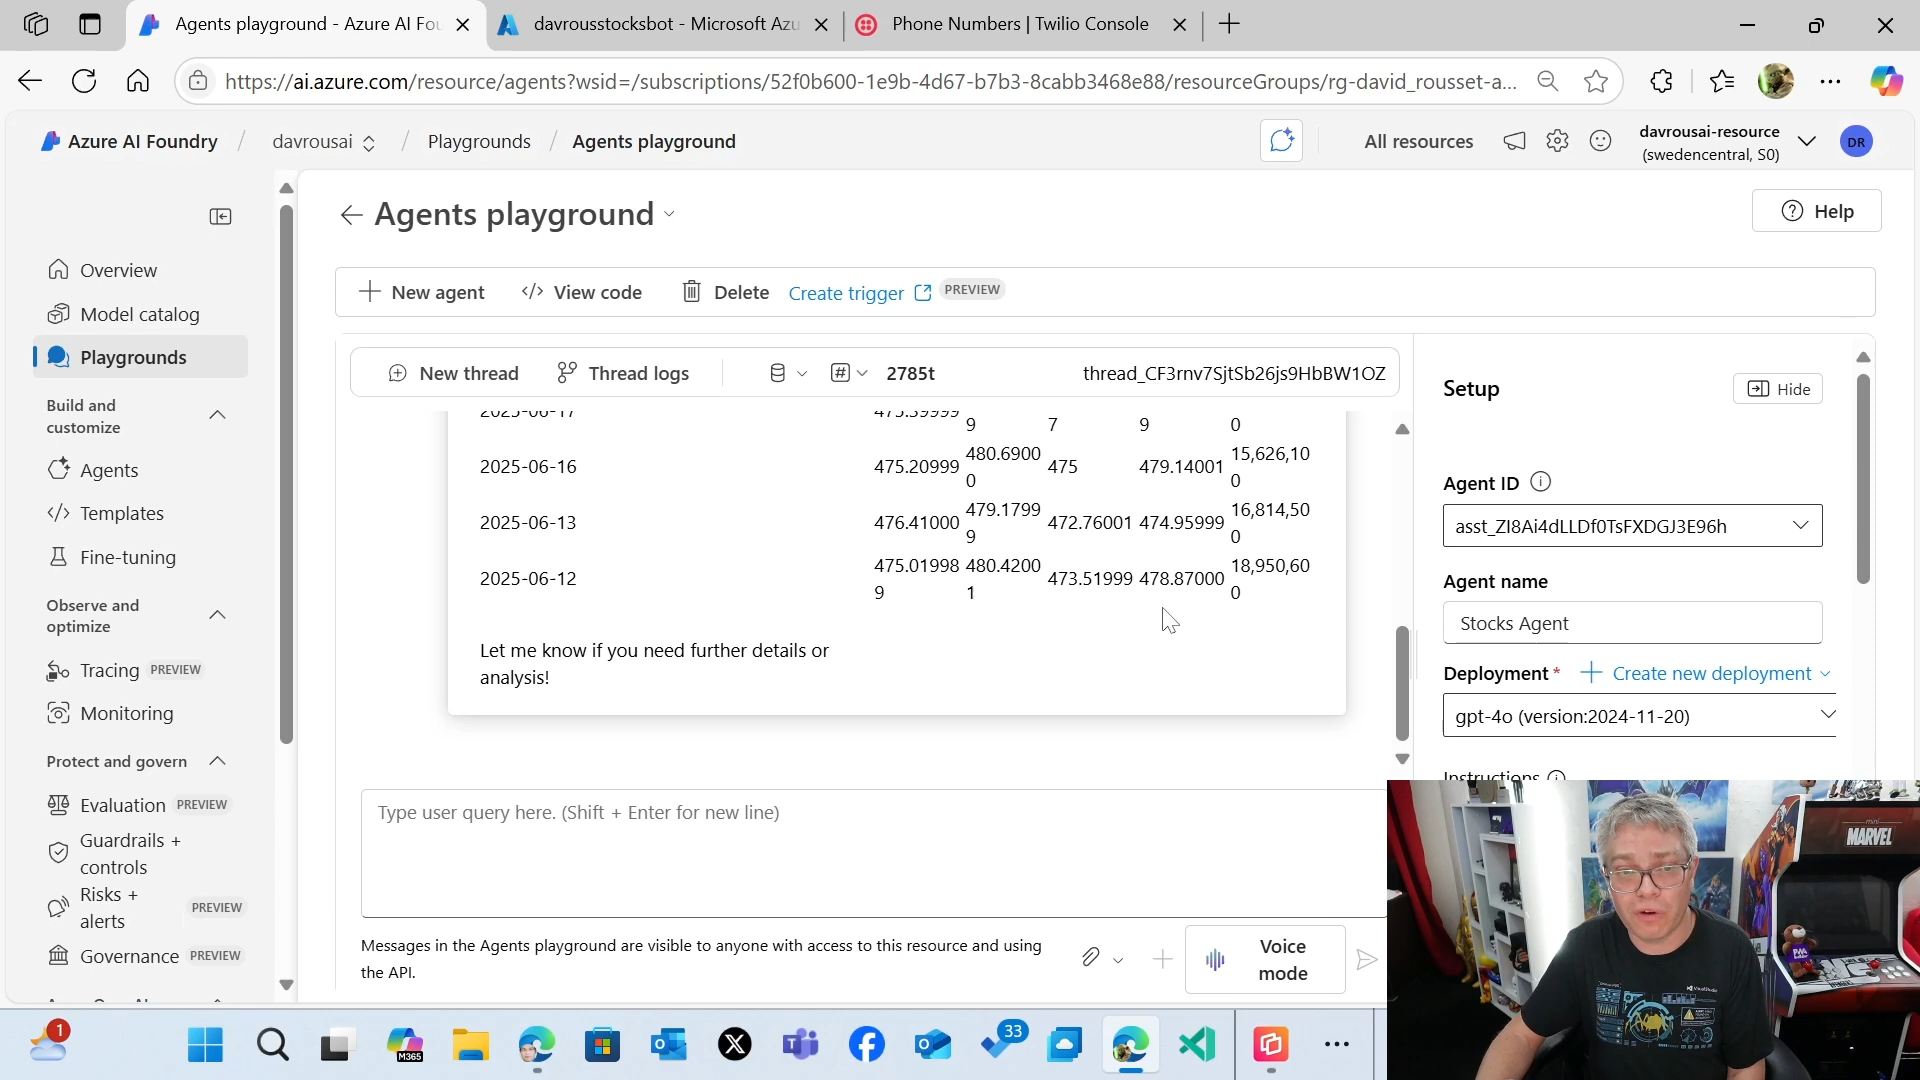 Agents playground - Azure AI Fou
davrousstocksbot - Microsoft Azu
Phone Numbers | Twilio Console
https://ai.azure.com/resource/agents?wsid=/subscriptions/52f0b600-1e9b-4d67-b7b3-8cabb3468e88/resourceGroups/rg-david_rousset-a...
Azure AI Foundry / davrousai / Playgrounds / Agents playground
All resources
davrousai-resource
(swedencentral, S0)
DR
Agents playground
Help
New agent
View code
Delete
Create trigger
PREVIEW
Overview
Model catalog
Playgrounds
Build and
customize
Agents
Templates
Fine-tuning
Observe and
optimize
Tracing PREVIEW
Monitoring
Protect and govern
Evaluation PREVIEW
Guardrails +
controls
Risks +
alerts
PREVIEW
Governance PREVIEW
New thread
Thread logs
2785t
thread_CF3rnv7SjtSb26js9HbBW1OZ
2025-06-17 475.39999
9 7 9 0
2025-06-16 475.20999 480.6900 475 479.14001 15,626,10
0 0
2025-06-13 476.41000 479.1799 472.76001 474.95999 16,814,50
9 0
2025-06-12 475.01998 480.4200 473.51999 478.87000 18,950,60
9 1 0
Let me know if you need further details or
analysis!
Type user query here. (Shift + Enter for new line)
Messages in the Agents playground are visible to anyone with access to this resource and using
the API.
Voice
mode
Setup
Hide
Agent ID
asst_ZI8Ai4dLLDf0TsFXDGJ3E96h
Agent name
Stocks Agent
Deployment *
Create new deployment
gpt-4o (version:2024-11-20)
Instructions
MARVEL
1
M365
33